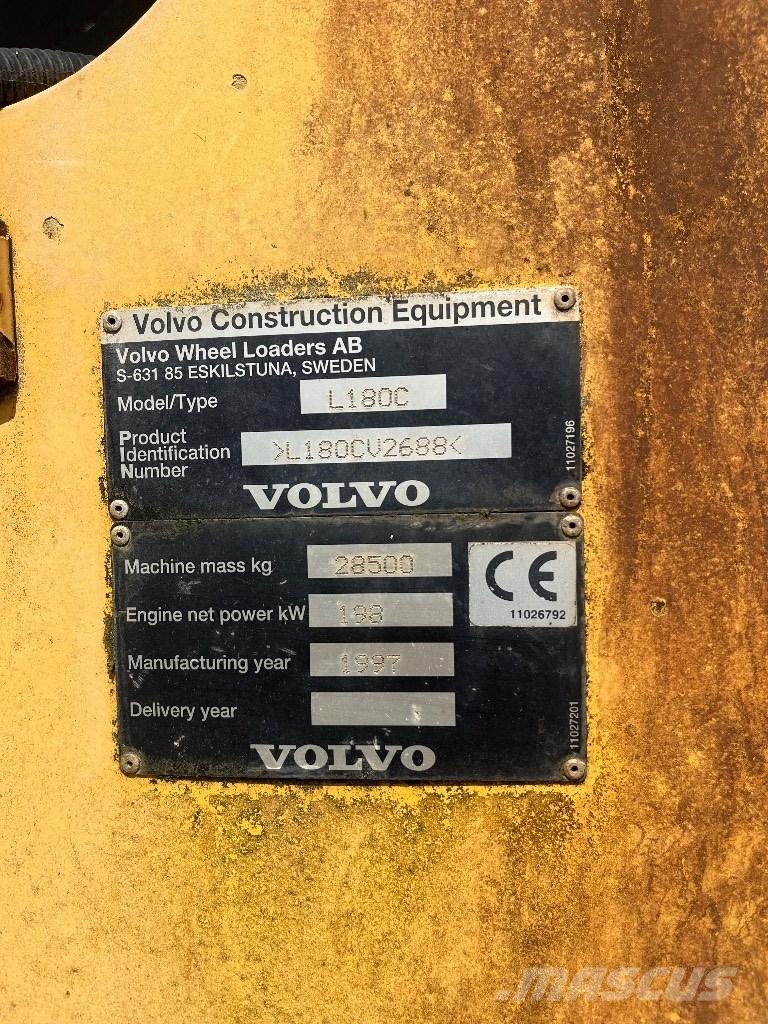 Volvo Construction Equipment
Volvo Wheel Loaders AB
S-631 85 ESKILSTUNA, SWEDEN
Model/Type L180C
Product
Identification >L180CV2688<
Number
11027196
VOLVO
Machine mass kg 28500
CE
11026792
Engine net power kW 198
Manufacturing year 1997
Delivery year
11027201
VOLVO
mascus